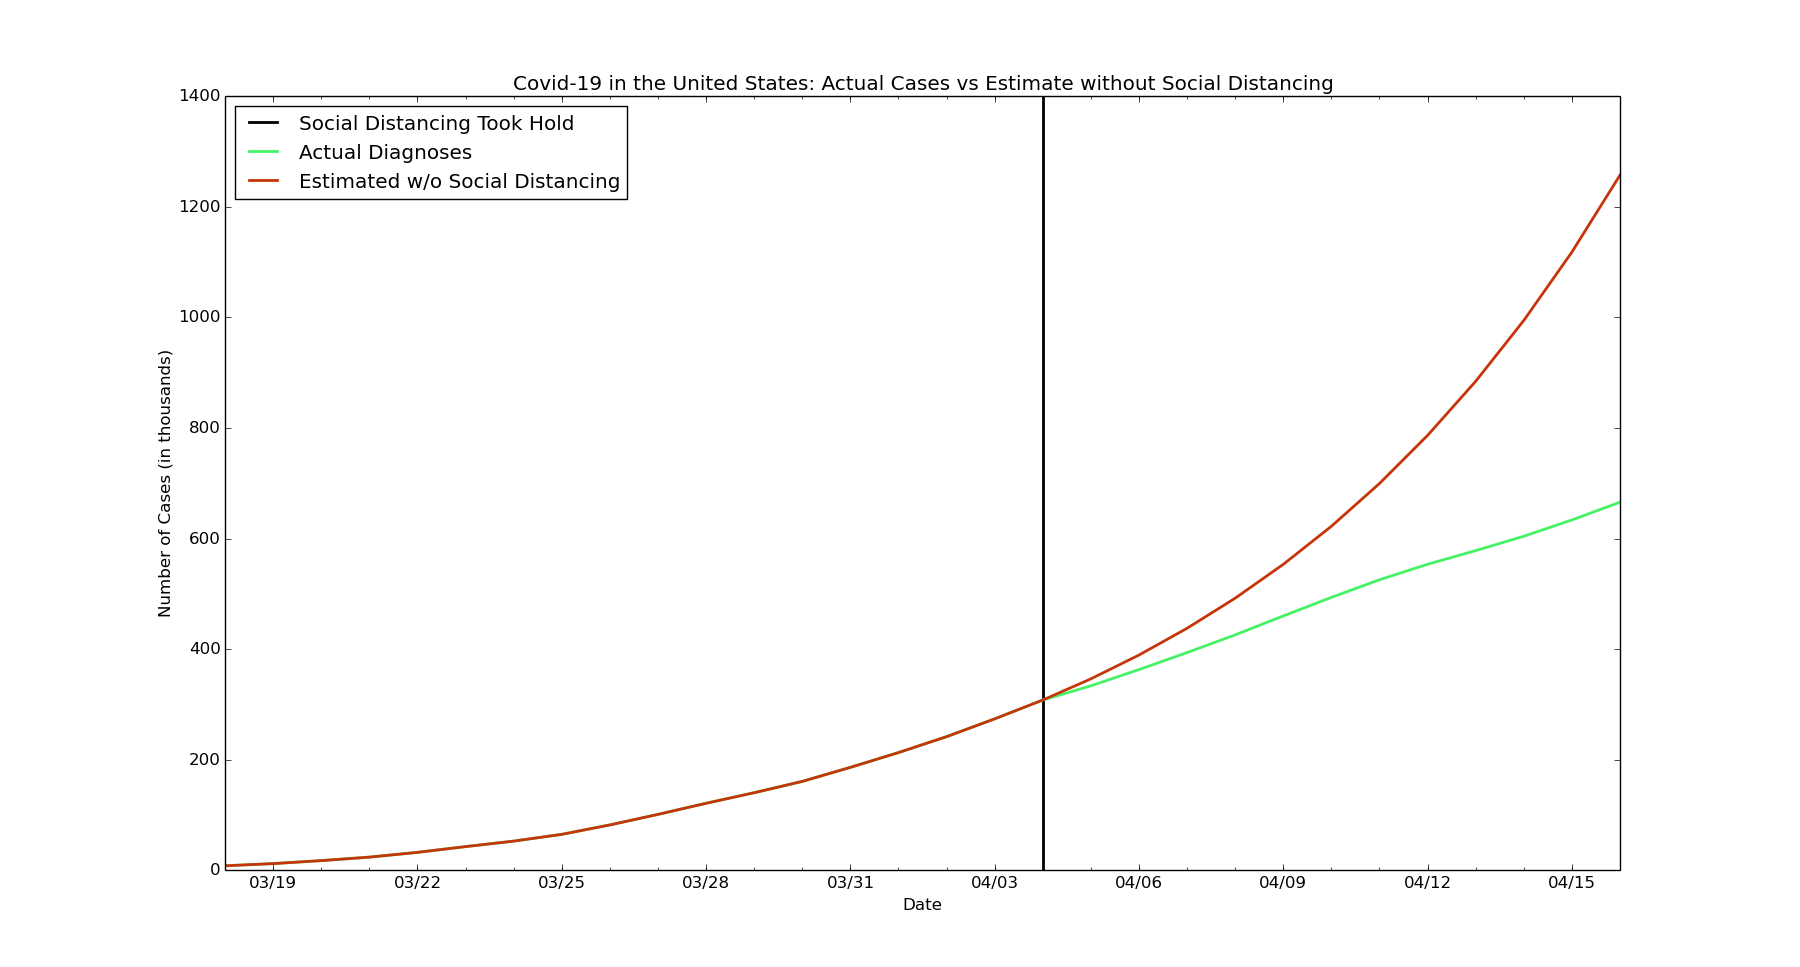 Covid-19 in the United States: Actual Cases vs Estimate without Social Distancing
Social Distancing Took Hold
Actual Diagnoses
Estimated w/o Social Distancing
1400
1200
1000
800
600
400
200
0
Number of Cases (in thousands)
03/19 03/22 03/25 03/28 03/31 04/03 04/06 04/09 04/12 04/15
Date